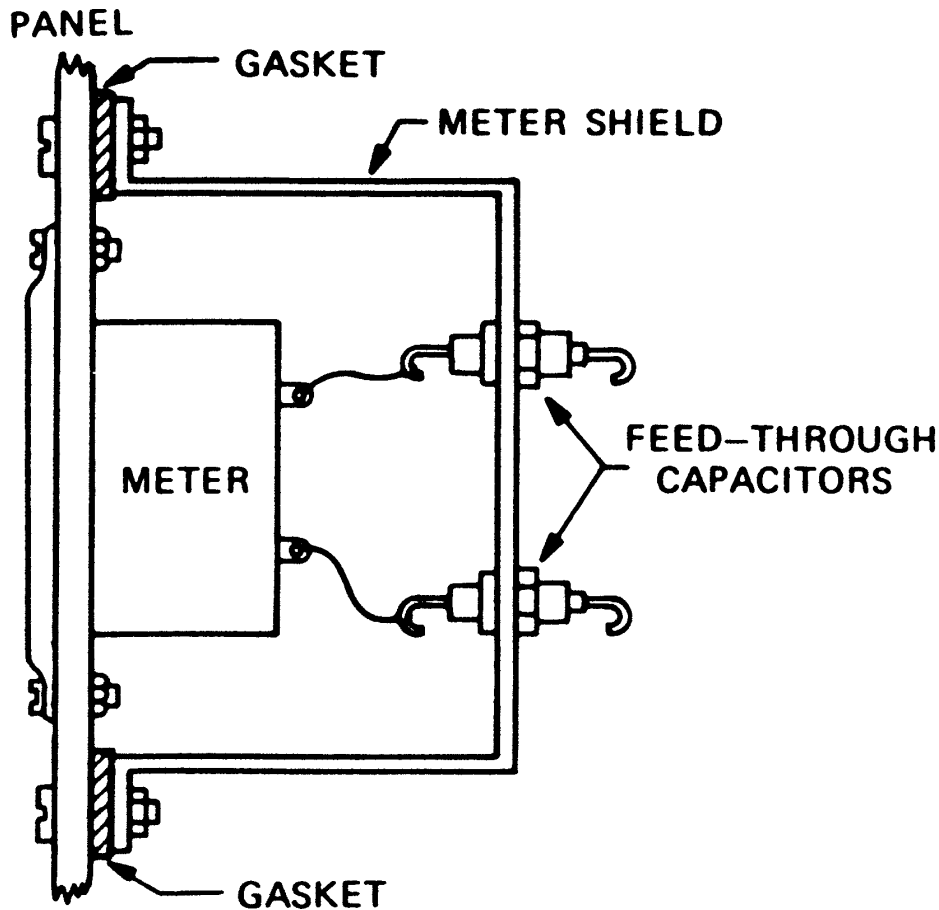 PANEL
GASKET
METER SHIELD
METER
FEED–THROUGH
CAPACITORS
GASKET